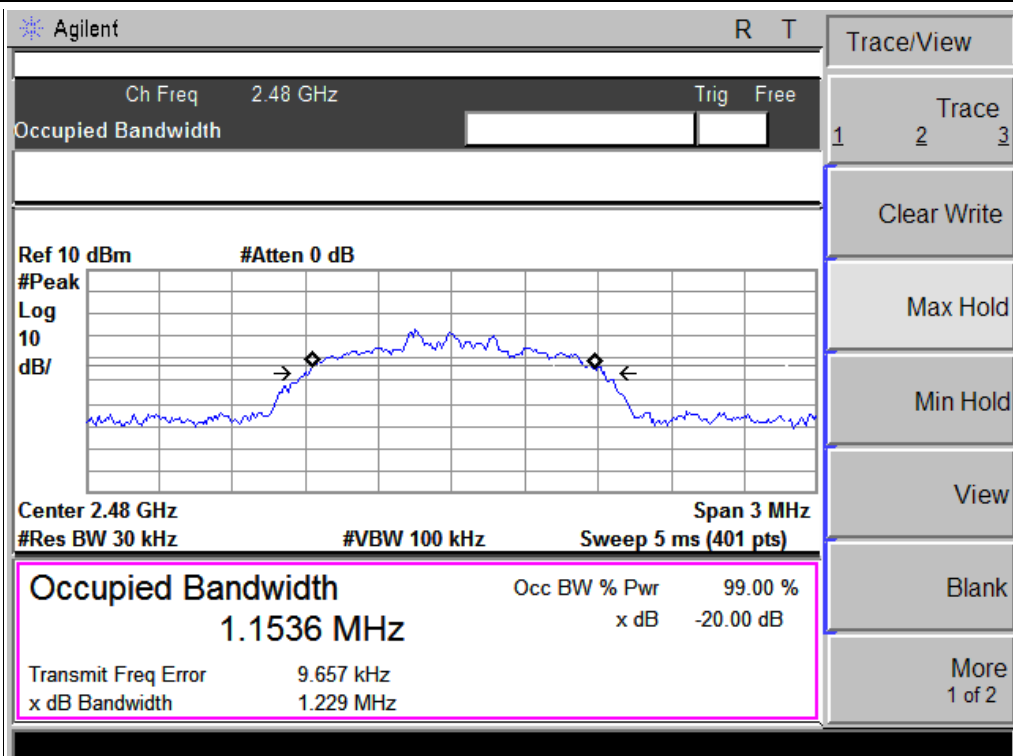 Agilent R T
Trace/View
Ch Freq 2.48 GHz Trig Free
Occupied Bandwidth
Trace
1 2 3
Clear Write
Ref 10 dBm #Atten 0 dB
#Peak
Log
10
dB/
Max Hold
Min Hold
View
Center 2.48 GHz Span 3 MHz
#Res BW 30 kHz #VBW 100 kHz Sweep 5 ms (401 pts)
Occupied Bandwidth Occ BW % Pwr 99.00 %
1.1536 MHz x dB -20.00 dB
Transmit Freq Error 9.657 kHz
x dB Bandwidth 1.229 MHz
Blank
More
1 of 2